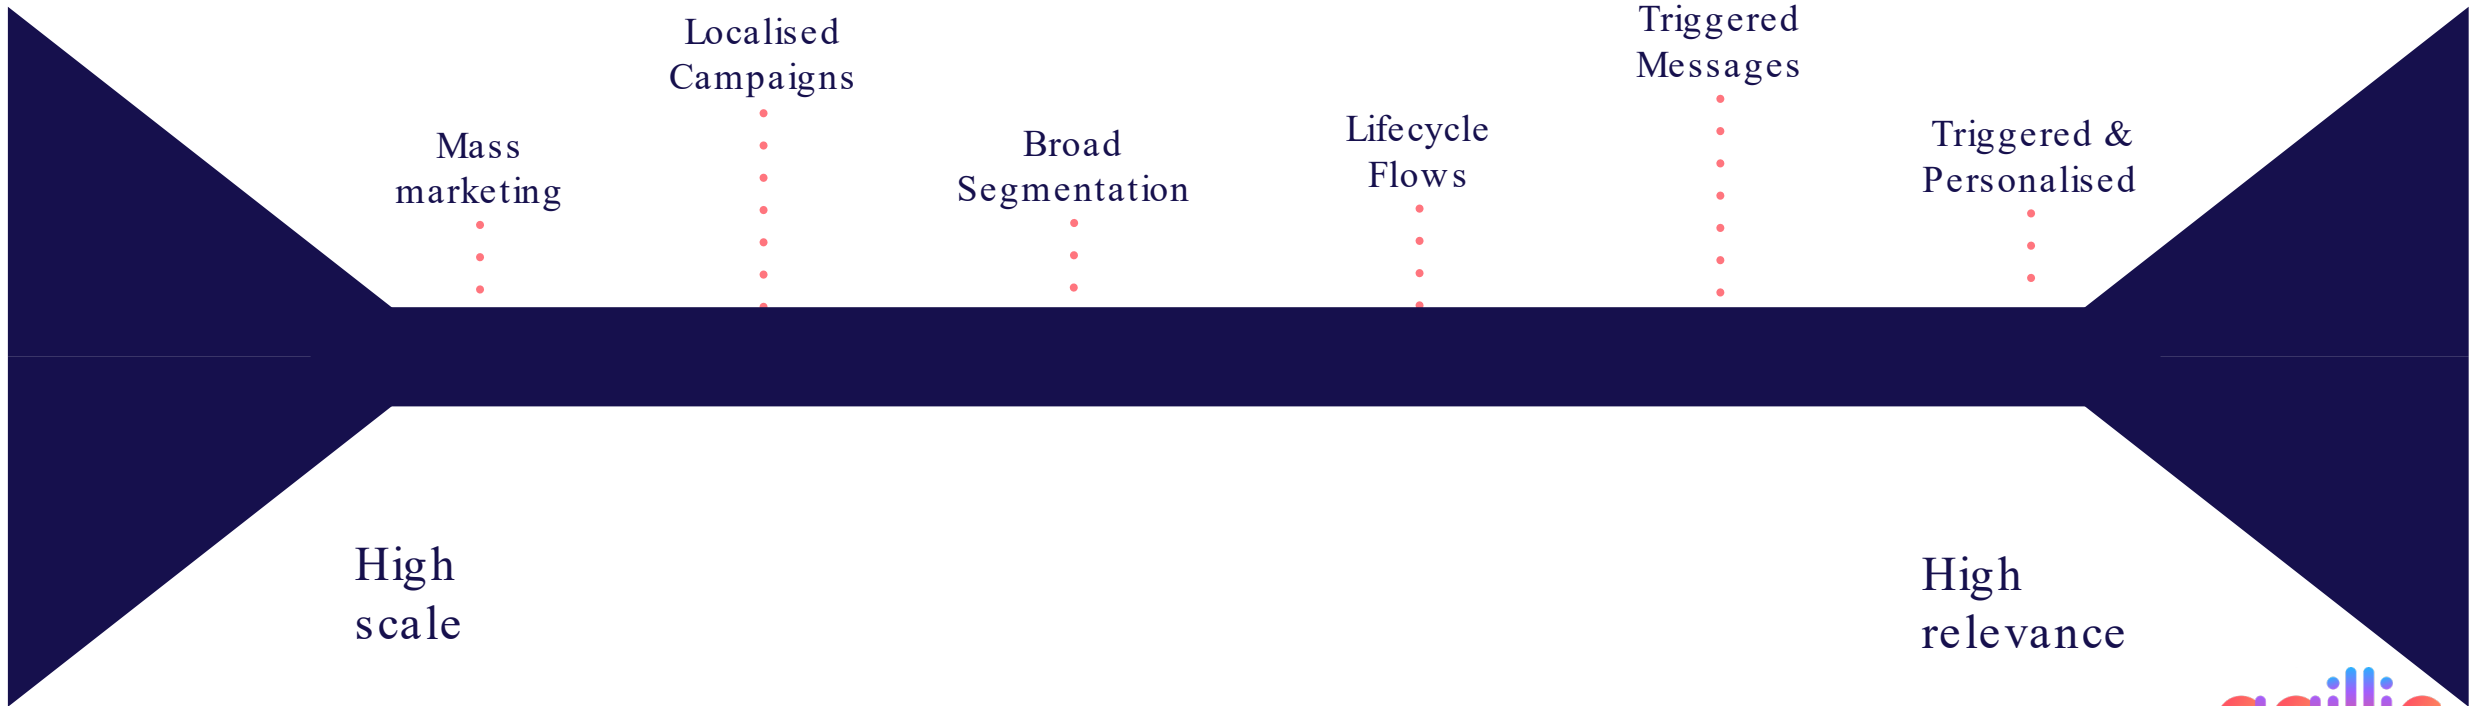 Localised
Campaigns
Triggered
Messages
Mass
marketing
Broad
Segmentation
Lifecycle
Flows
Triggered &
Personalised
High
scale
High
relevance